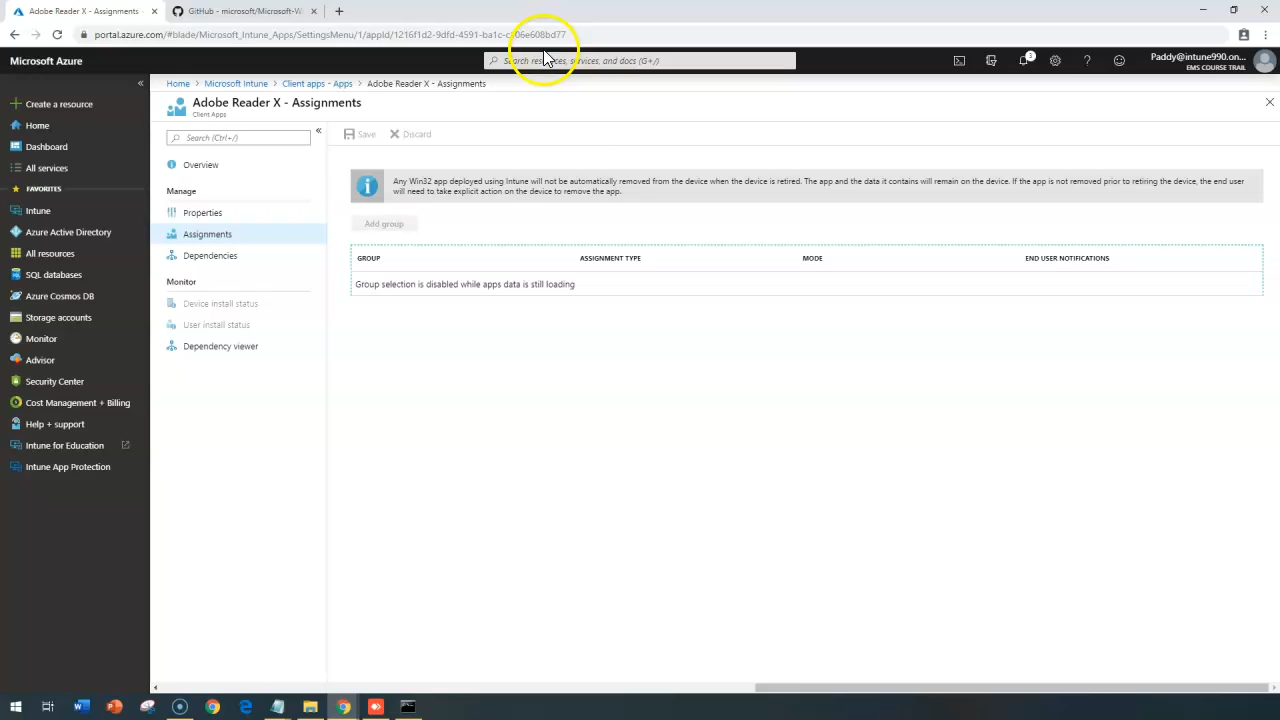 Adobe Reader X - Assignments -
GitHub - microsoft/Microsoft-W
portal.azure.com/#blade/Microsoft_Intune_Apps/SettingsMenu/1/appId/1216f1d2-9dfd-4591-ba1c-c306e608bd77
Microsoft Azure
Search resources, services, and docs (G+/)
3
Paddy@intune990.on...
EMS COURSE TRAIL
Create a resource
Home
Dashboard
All services
FAVORITES
Intune
Azure Active Directory
All resources
SQL databases
Azure Cosmos DB
Storage accounts
Monitor
Advisor
Security Center
Cost Management + Billing
Help + support
Intune for Education
Intune App Protection
Home > Microsoft Intune > Client apps - Apps > Adobe Reader X - Assignments
Adobe Reader X - Assignments
Client Apps
Search (Ctrl+/)
Overview
Manage
Properties
Assignments
Dependencies
Monitor
Device install status
User install status
Dependency viewer
Save Discard
Any Win32 app deployed using Intune will not be automatically removed from the device when the device is retired. The app and the data it contains will remain on the device. If the app is not removed prior to retiring the device, the end user
will need to take explicit action on the device to remove the app.
Add group
GROUP ASSIGNMENT TYPE MODE END USER NOTIFICATIONS
Group selection is disabled while apps data is still loading